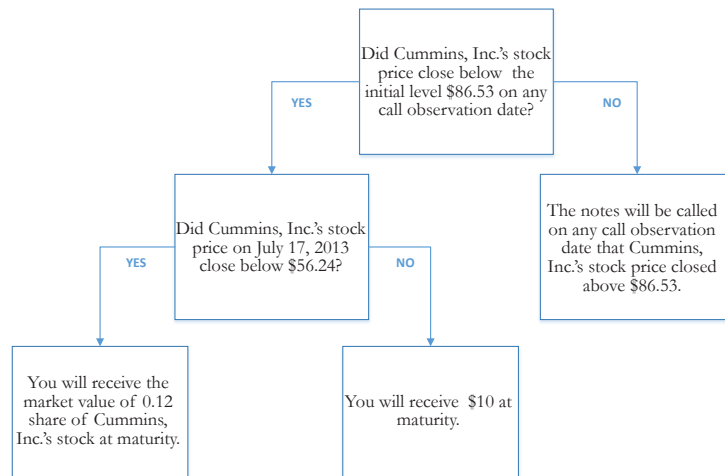 Did Cummins, Inc.'s stock
price close below the
initial level $86.53 on any
call observation date?
YES
NO
Did Cummins, Inc.'s stock
price on July 17, 2013
close below $56.24?
The notes will be called
on any call observation
date that Cummins,
Inc.'s stock price closed
above $86.53.
YES
NO
You will receive the
market value of 0.12
share of Cummins,
Inc.'s stock at maturity.
You will receive $10 at
maturity.